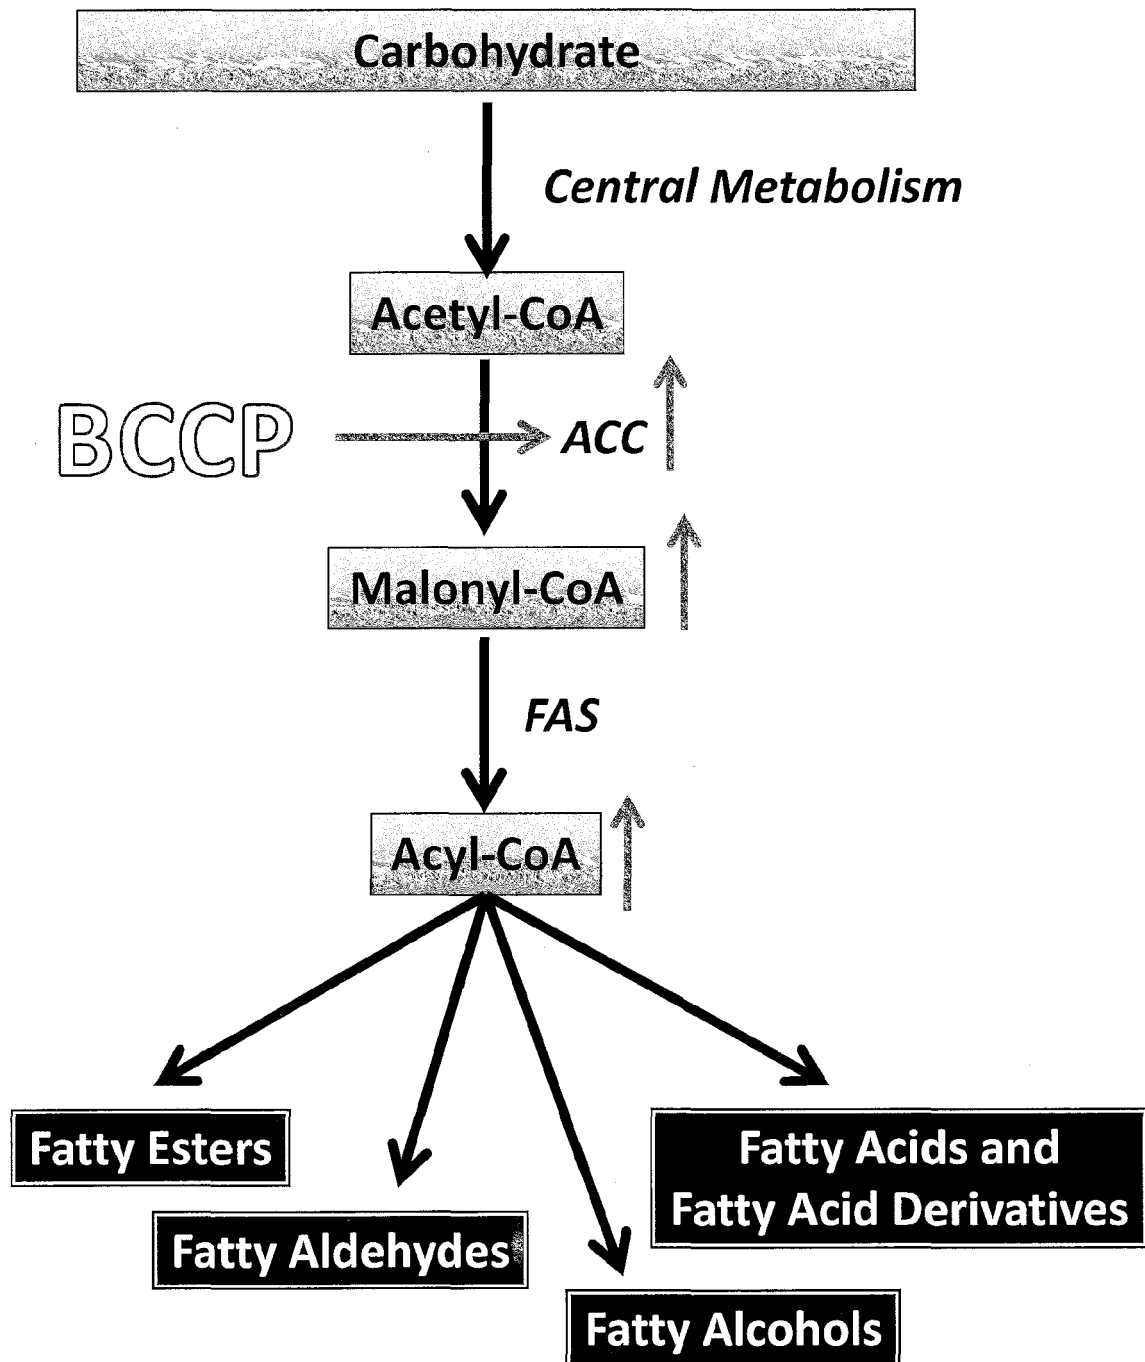 Carbohydrate
Central Metabolism
Acetyl-CoA
BCCP
ACC
Malonyl-CoA
FAS
Acyl-CoA
Fatty Esters
Fatty Aldehydes
Fatty Alcohols
Fatty Acids and
Fatty Acid Derivatives